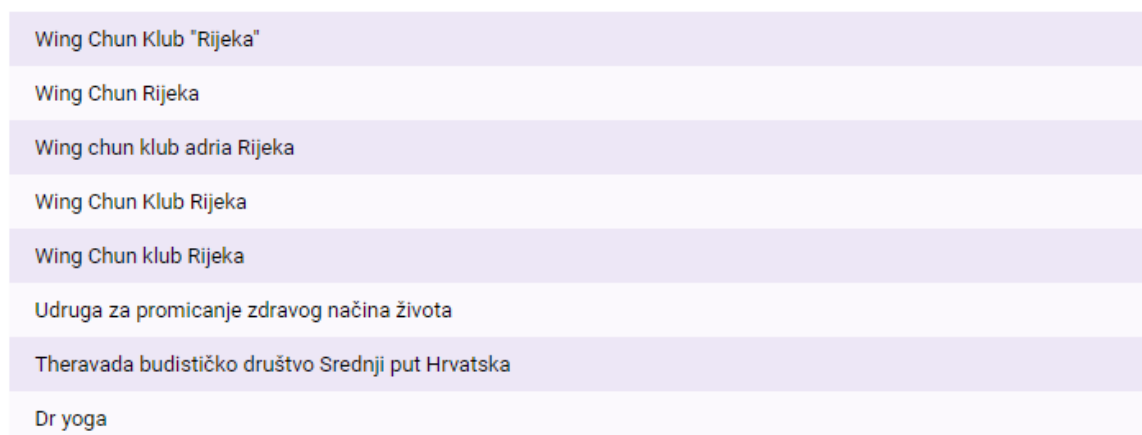 Wing Chun Klub "Rijeka"
Wing Chun Rijeka
Wing chun klub adria Rijeka
Wing Chun Klub Rijeka
Wing Chun klub Rijeka
Udruga za promicanje zdravog načina života
Theravada budističko društvo Srednji put Hrvatska
Dr yoga